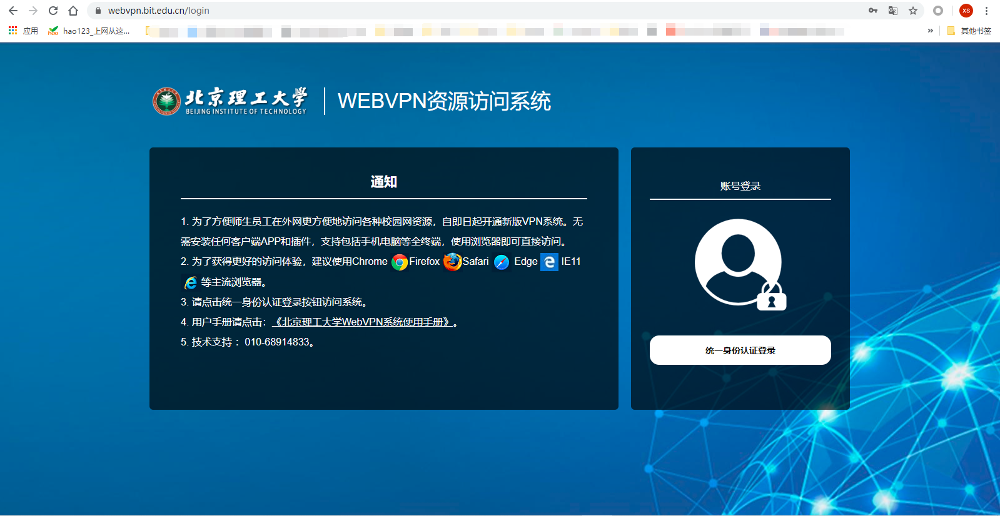 webvpn.bit.edu.cn/login
XS
应用
hao123_上网从这...
»
其他书签
北京理工大学
BEIJING INSTITUTE OF TECHNOLOGY
WEBVPN资源访问系统
通知
1. 为了方便师生员工在外网更方便地访问各种校园网资源，自即日起开通新版VPN系统。无
需安装任何客户端APP和插件，支持包括手机电脑等全终端，使用浏览器即可直接访问。
2. 为了获得更好的访问体验，建议使用Chrome Firefox Safari Edge IE11
等主流浏览器。
3. 请点击统一身份认证登录按钮访问系统。
4. 用户手册请点击：《北京理工大学WebVPN系统使用手册》。
5. 技术支持：010-68914833。
账号登录
统一身份认证登录